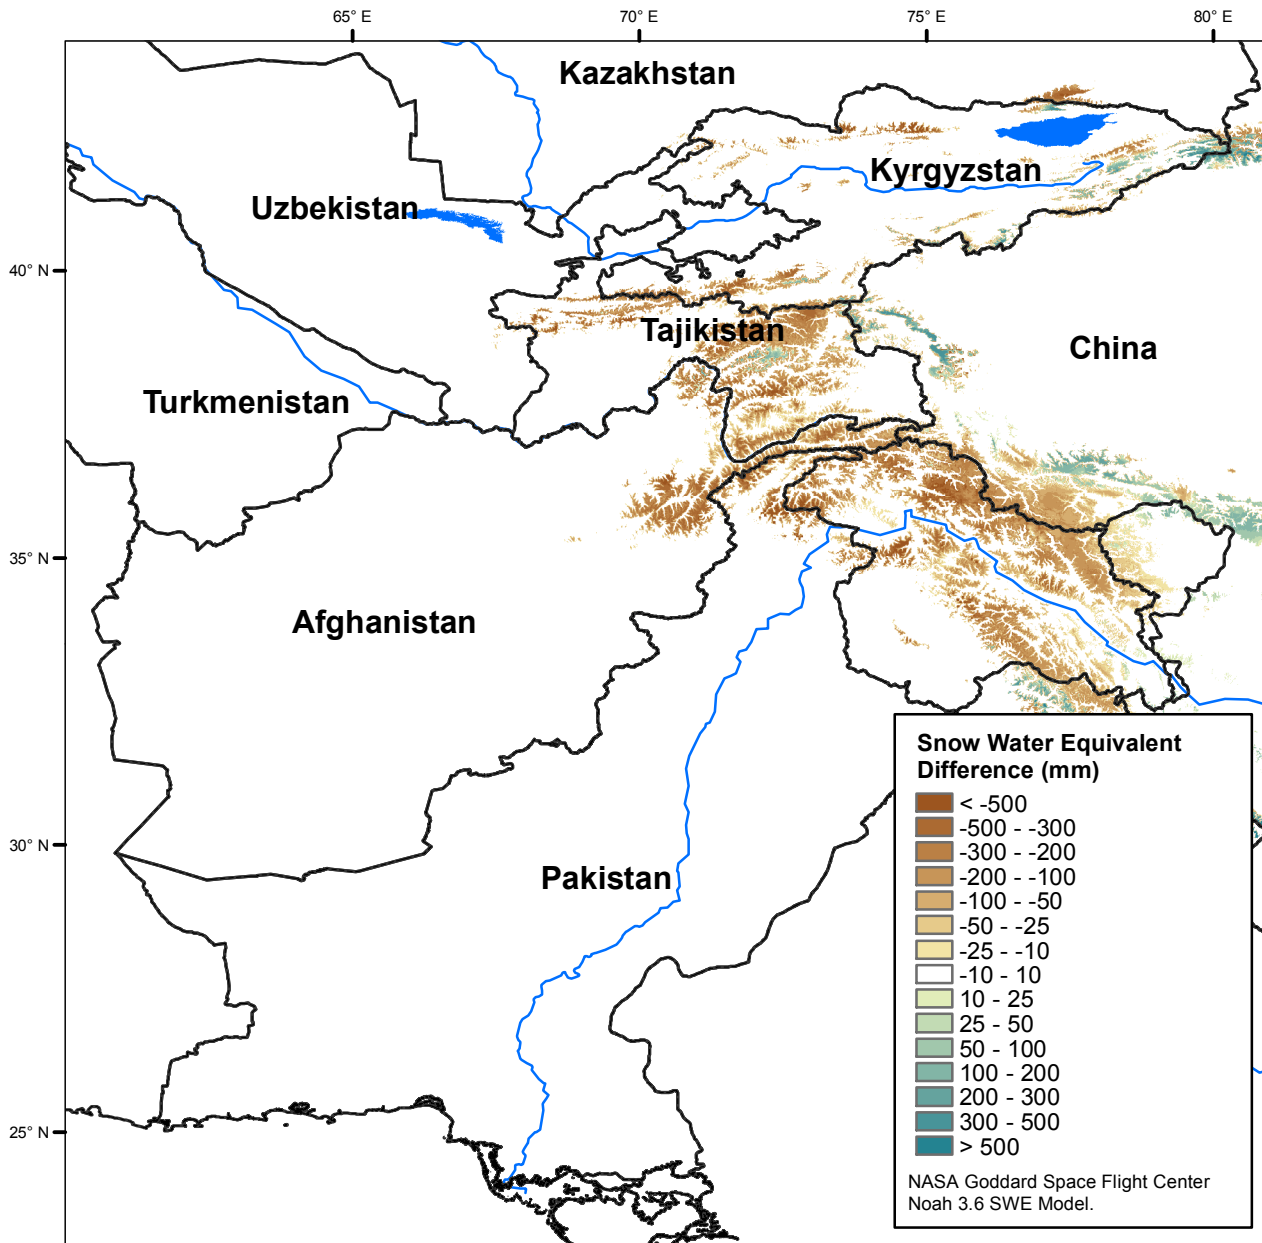 65° E
70° E
75° E
80° E
Kazakhstan
Kyrgyzstan
Uzbekistan
40° N
Tajikistan
China
Turkmenistan
35° N
Afghanistan
30° N
Pakistan
25° N
Snow Water Equivalent
Difference (mm)
< -500
-500 - -300
-300 - -200
-200 - -100
-100 - -50
-50 - -25
-25 - -10
-10 - 10
10 - 25
25 - 50
50 - 100
100 - 200
200 - 300
300 - 500
> 500
NASA Goddard Space Flight Center
Noah 3.6 SWE Model.